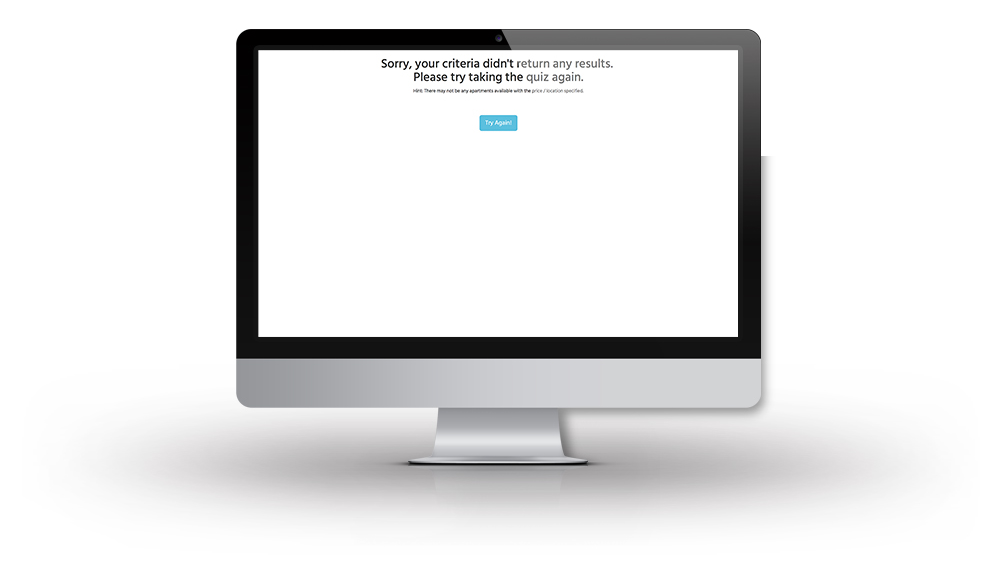 Sorry, your criteria didn't return any results.
Please try taking the quiz again.
Hint: There may not be any apartments available with the price / location specified.
Try Again!